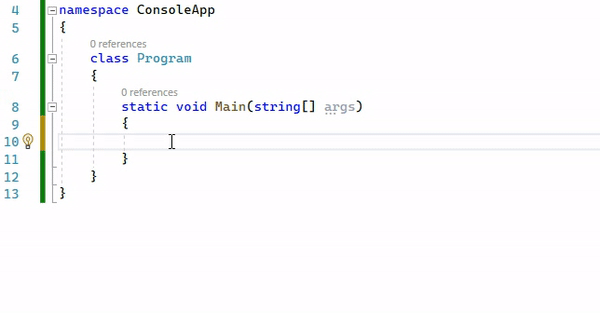 4 namespace ConsoleApp
5 {
0 references
6 class Program
7 {
0 references
8 static void Main(string[] args)
9 {
10
11 }
12 }
13 }